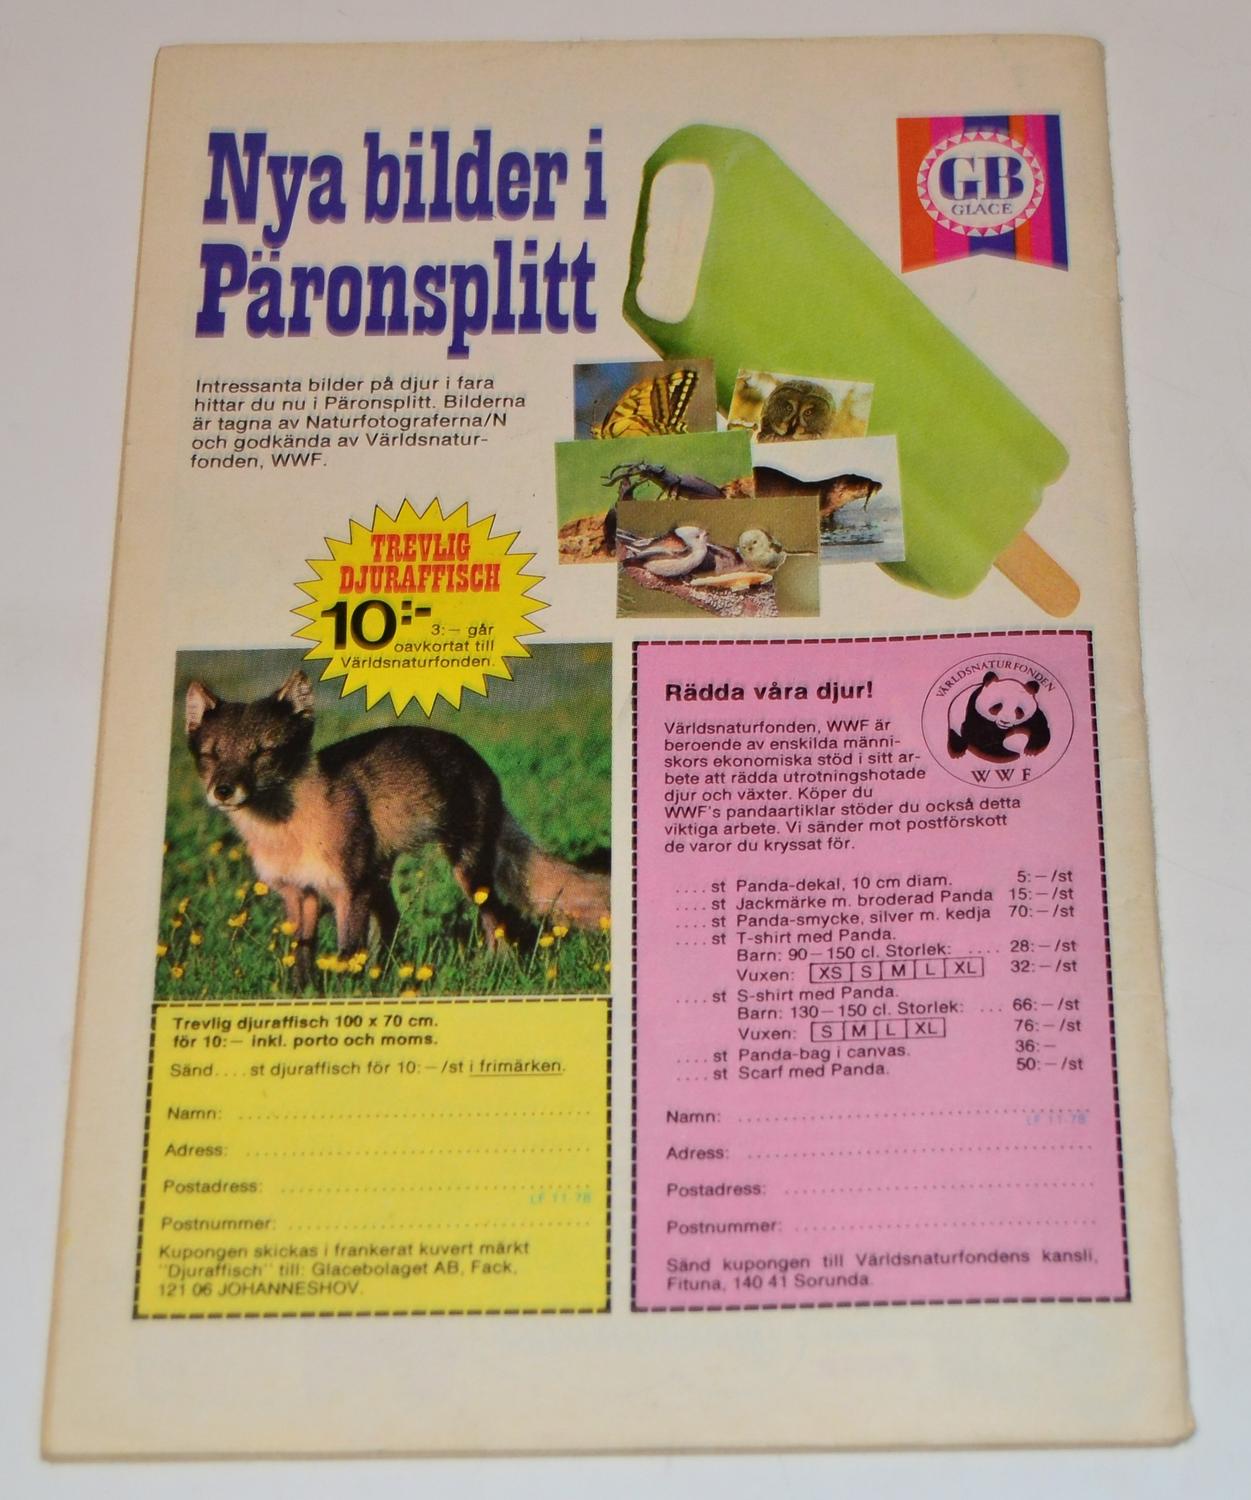 Nya bilder i
Päronsplitt
GB
GLACE
Intressanta bilder på djur i fara
hittar du nu i Päronsplitt. Bilderna
är tagna av Naturfotograferna/N
och godkända av Världsnatur-
fonden, WWF.
TREVLIG
DJURAFFISCH
10:-
3:— går
oavkortat till
Världsnaturfonden.
Trevlig djuraffisch 100 x 70 cm.
för 10:— inkl. porto och moms.
Sänd....st djuraffisch för 10:—/st i frimärken.
Namn:
Adress:
Postadress:
LF 11-78
Postnummer:
Kupongen skickas i frankerat kuvert märkt
"Djuraffisch" till: Glacebolaget AB, Fack,
121 06 JOHANNESHOV.
Rädda våra djur!
VÄRLDSNATURFONDEN
WWF
Världsnaturfonden, WWF är
beroende av enskilda männi-
skors ekonomiska stöd i sitt ar-
bete att rädda utrotningshotade
djur och växter. Köper du
WWF's pandaartiklar stöder du också detta
viktiga arbete. Vi sänder mot postförskott
de varor du kryssat för.
.... st Panda-dekal, 10 cm diam. 5:—/st
.... st Jackmärke m. broderad Panda 15:—/st
.... st Panda-smycke, silver m. kedja 70:—/st
.... st T-shirt med Panda.
Barn: 90—150 cl. Storlek: .... 28:—/st
Vuxen: XS S M L XL 32:—/st
.... st S-shirt med Panda.
Barn: 130—150 cl. Storlek: ... 66:—/st
Vuxen: S M L XL 76:—/st
.... st Panda-bag i canvas. 36:—
.... st Scarf med Panda. 50:—/st
Namn:
LF 11-78
Adress:
Postadress:
Postnummer:
Sänd kupongen till Världsnaturfondens kansli,
Fituna, 140 41 Sorunda.